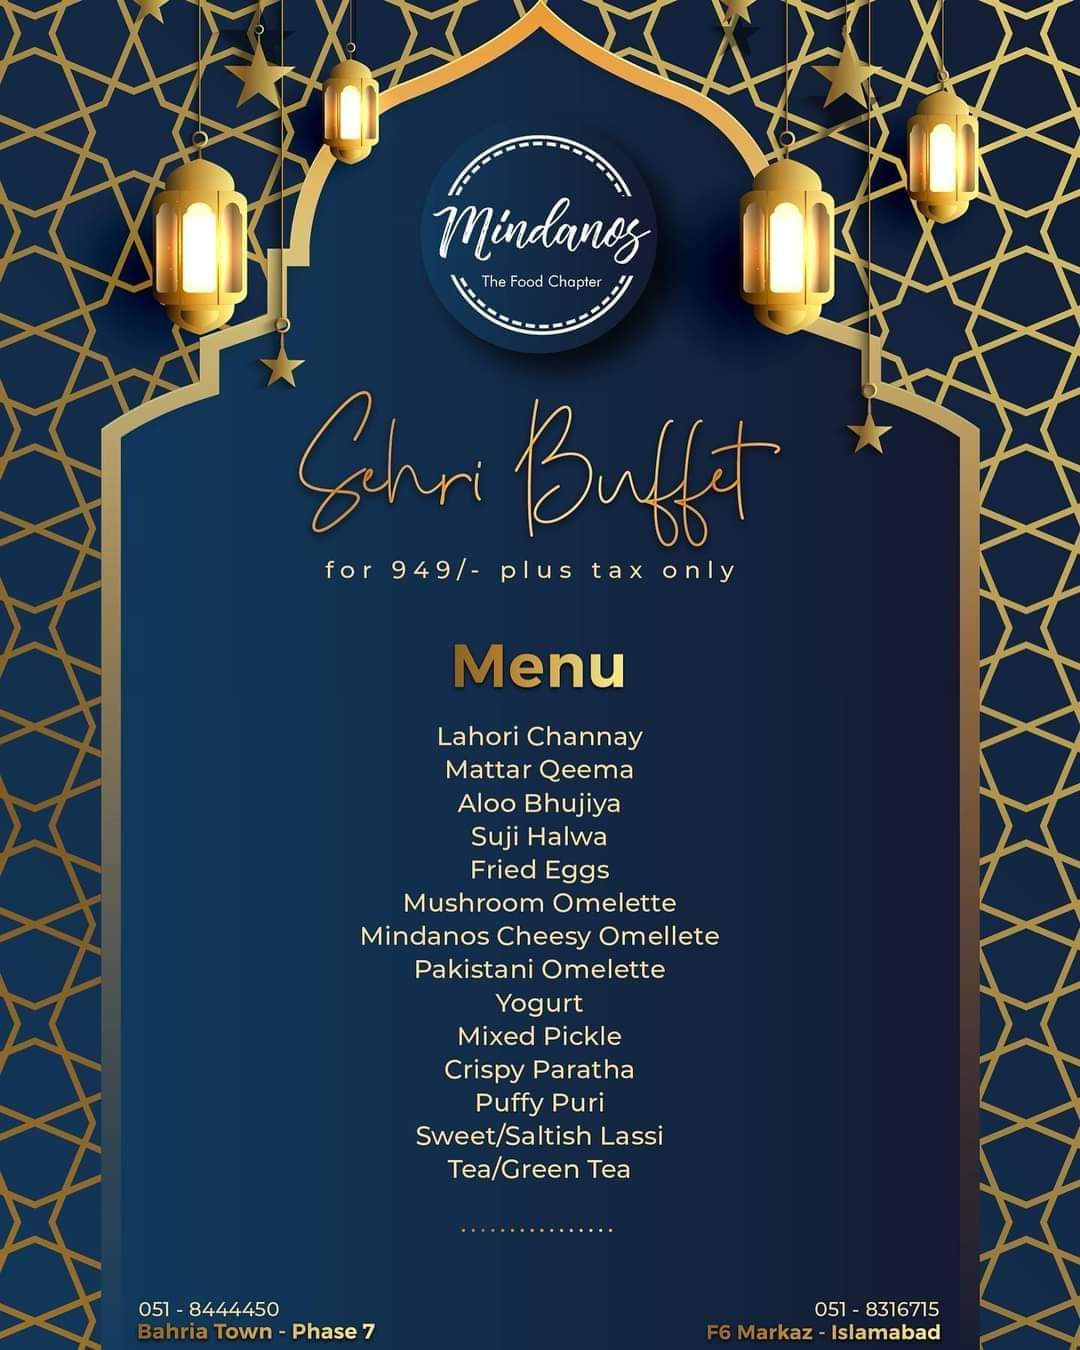 Mindanos
The Food Chapter
Sehri Buffet
for 949/- plus tax only
Menu
Lahori Channay
Mattar Qeema
Aloo Bhujiya
Suji Halwa
Fried Eggs
Mushroom Omelette
Mindanos Cheesy Omellete
Pakistani Omelette
Yogurt
Mixed Pickle
Crispy Paratha
Puffy Puri
Sweet/Saltish Lassi
Tea/Green Tea
................
051 - 8444450
Bahria Town - Phase 7
051 - 8316715
F6 Markaz - Islamabad